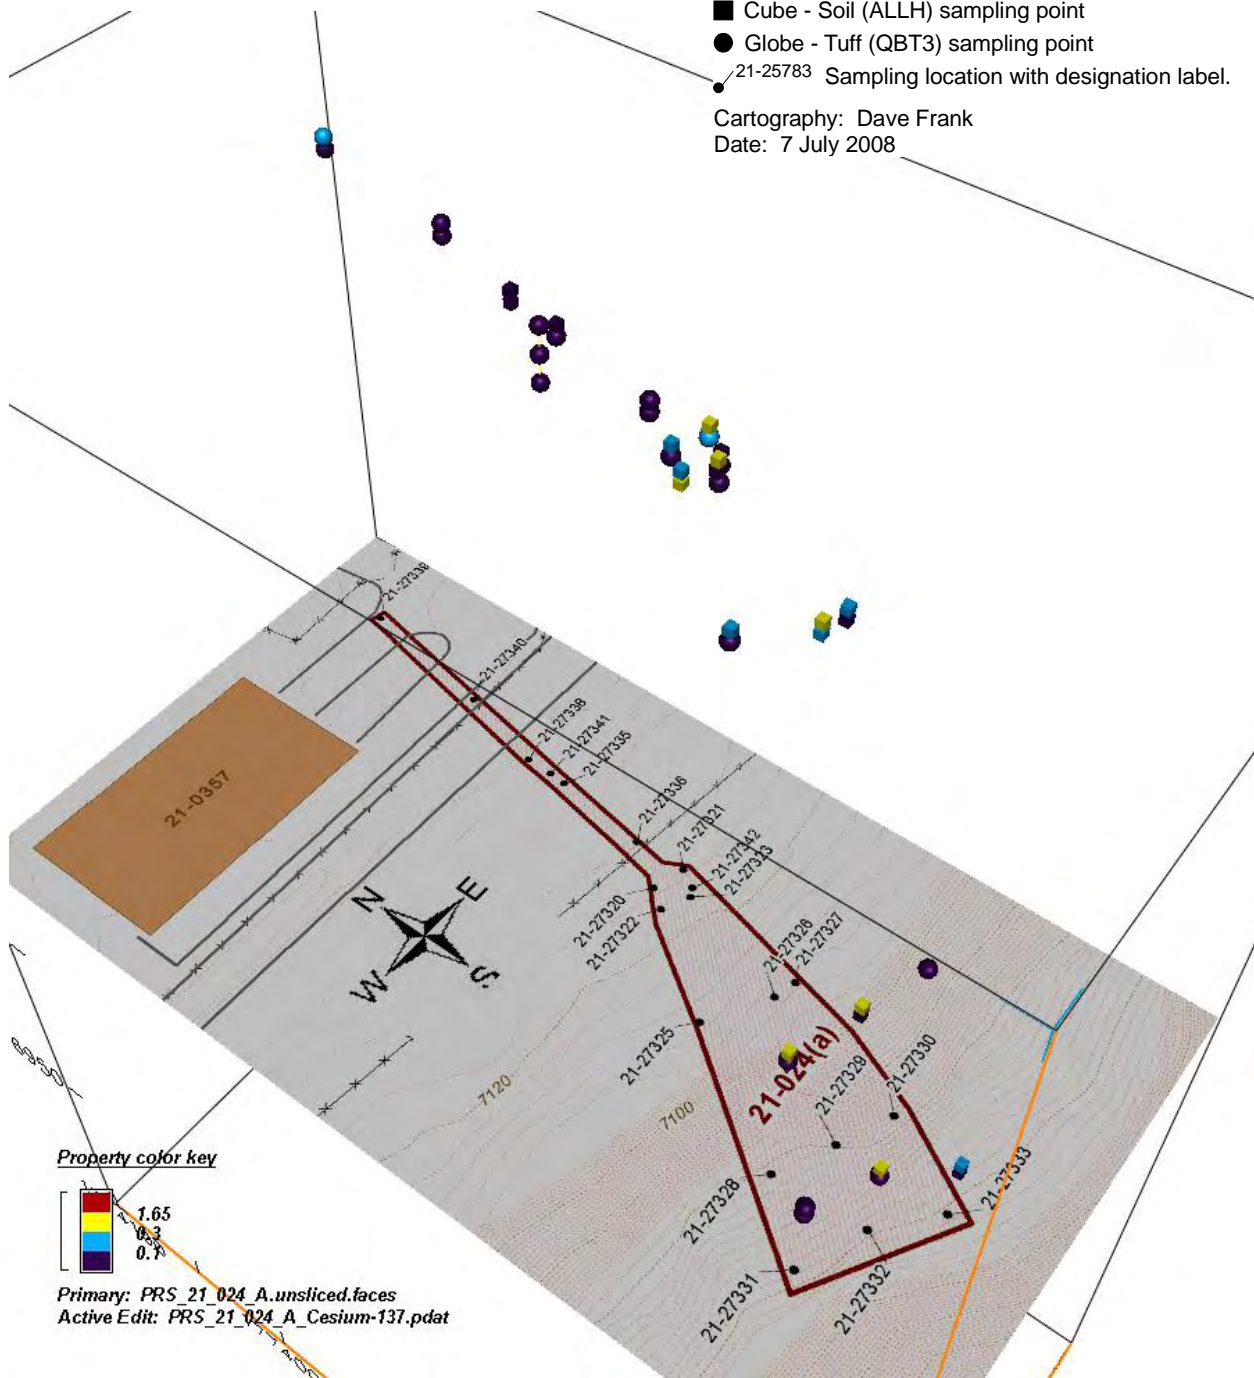 Cube - Soil (ALLH) sampling point
Globe - Tuff (QBT3) sampling point
21-25783 Sampling location with designation label.
Cartography: Dave Frank
Date: 7 July 2008
21-27339
21-27340
21-27338
21-27341
21-27335
21-0357
21-27336
21-27321
21-27342
21-27323
N
E
W
S
21-27320
21-27322
21-27326
21-27327
21-27325
21-024(a)
21-27329
21-27330
7120
7100
21-27328
21-27333
21-27331
21-27332
Property color key
1.65
0.3
0.1
Primary: PRS_21_024_A.unsliced.faces
Active Edit: PRS_21_024_A_Cesium-137.pdat